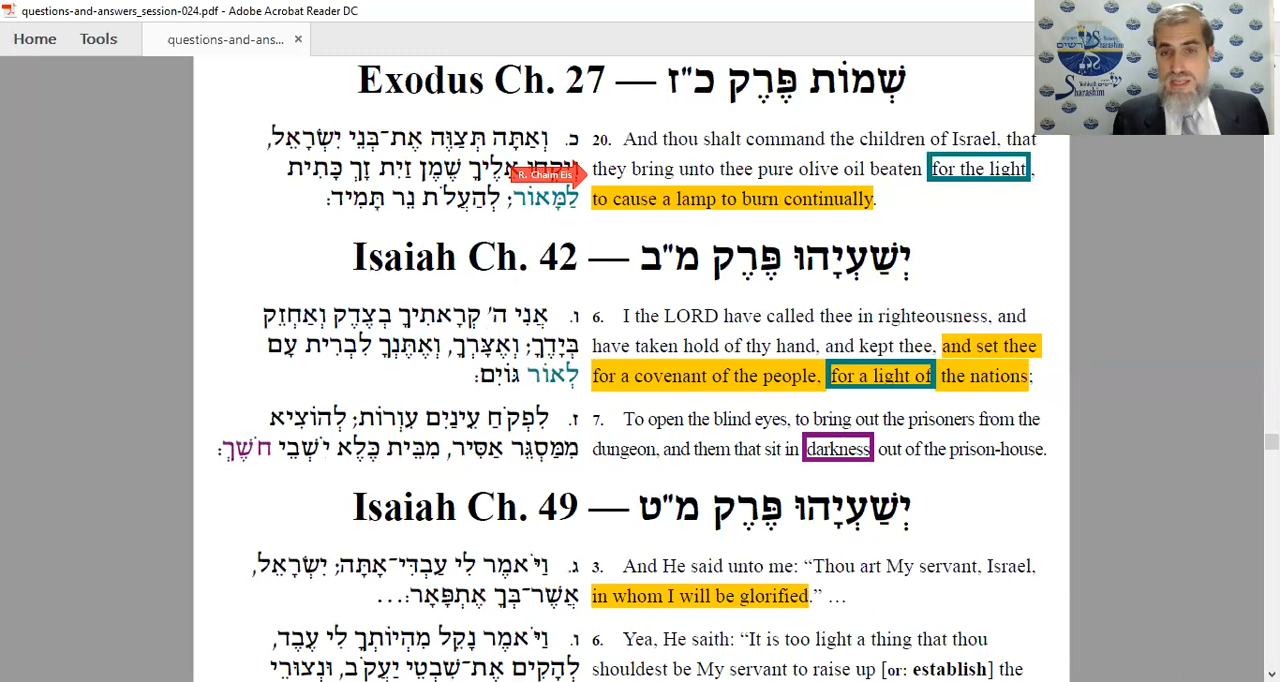 questions-and-answers_session-024.pdf - Adobe Acrobat Reader DC
Home Tools questions-and-ans... ×
Exodus Ch. 27 — שְׁמוֹת פֶּרֶק כ"ז
כ. וְאַתָּה תְּצַוֶּה אֶת־בְּנֵי יִשְׂרָאֵל,
אֵלֶיךָ שֶׁמֶן זַיִת זָךְ כָּתִית
לַמָּאוֹר; לְהַעֲלֹת נֵר תָּמִיד:
R. Chaim Eis
20. And thou shalt command the children of Israel, that
they bring unto thee pure olive oil beaten for the light,
to cause a lamp to burn continually.
Isaiah Ch. 42 — יְשַׁעְיָהוּ פֶּרֶק מ"ב
ו. אֲנִי ה' קְרָאתִיךָ בְצֶדֶק וְאַחְזֵק
בְּיָדֶךָ; וְאֶצָּרְךָ, וְאֶתֶּנְךָ לִבְרִית עָם
לְאוֹר גּוֹיִם:
6. I the LORD have called thee in righteousness, and
have taken hold of thy hand, and kept thee, and set thee
for a covenant of the people, for a light of the nations;
ז. לִפְקֹחַ עֵינַיִם עִוְרוֹת; לְהוֹצִיא
מִמַּסְגֵּר אַסִּיר, מִבֵּית כֶּלֶא יֹשְׁבֵי חֹשֶׁךְ:
7. To open the blind eyes, to bring out the prisoners from the
dungeon, and them that sit in darkness out of the prison-house.
Isaiah Ch. 49 — יְשַׁעְיָהוּ פֶּרֶק מ"ט
ג. וַיֹּאמֶר לִי עַבְדִּי־אָתָּה; יִשְׂרָאֵל,
אֲשֶׁר־בְּךָ אֶתְפָּאָר:…
3. And He said unto me: “Thou art My servant, Israel,
in whom I will be glorified.” …
ו. וַיֹּאמֶר נָקֵל מִהְיוֹתְךָ לִי עֶבֶד,
לְהָקִים אֶת־שִׁבְטֵי יַעֲקֹב, וּנְצוּרֵי
6. Yea, He saith: “It is too light a thing that thou
shouldest be My servant to raise up [or: establish] the